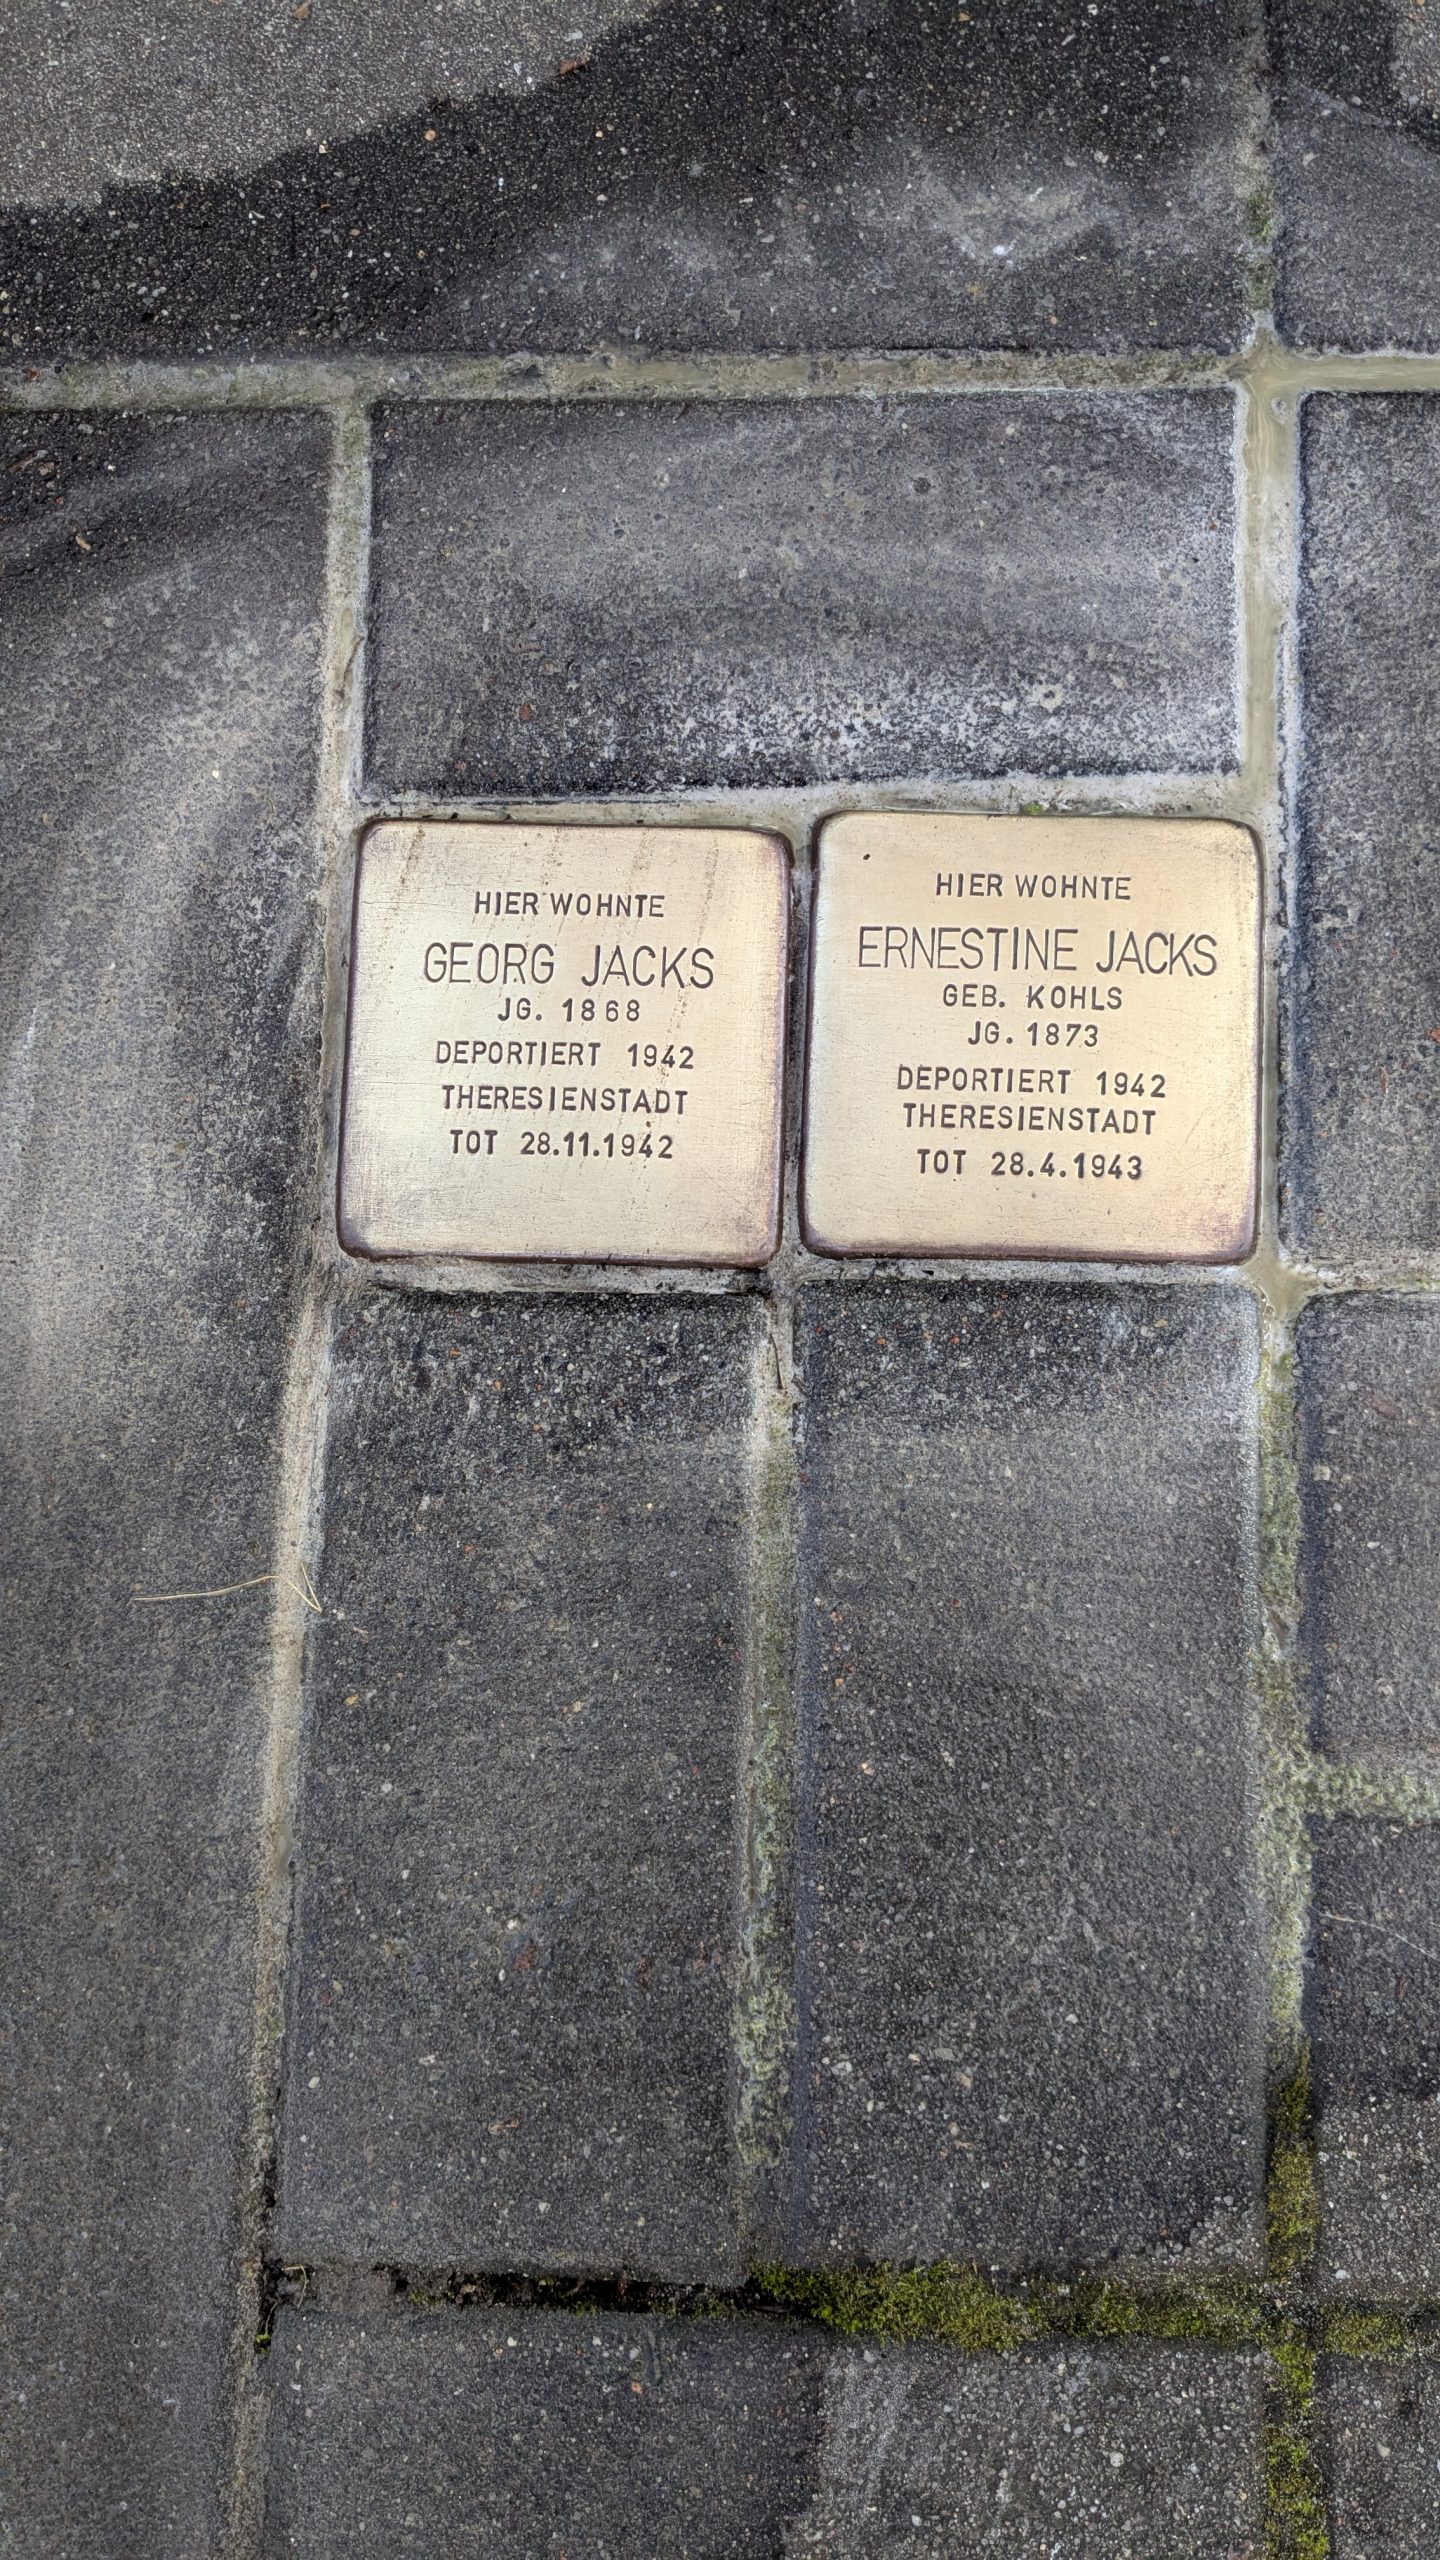 HIER WOHNTE
GEORG JACKS
JG. 1868
DEPORTIERT 1942
THERESIENSTADT
TOT 28.11.1942
HIER WOHNTE
ERNESTINE JACKS
GEB. KOHLS
JG. 1873
DEPORTIERT 1942
THERESIENSTADT
TOT 28.4.1943